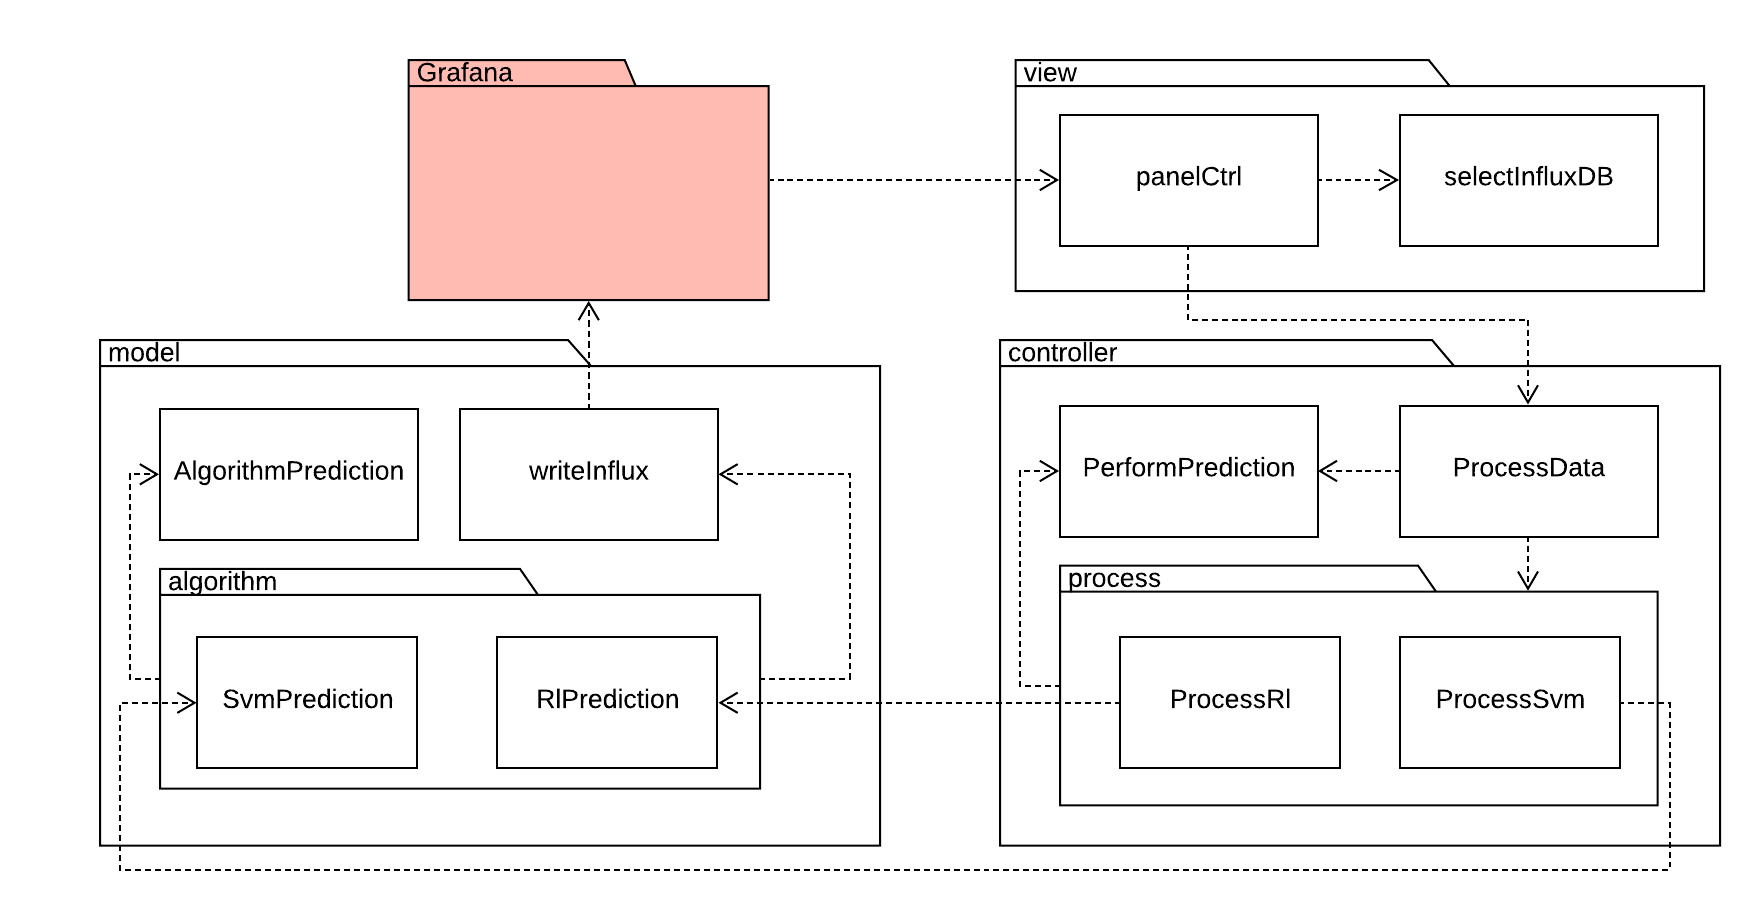 Grafana
view
panelCtrl
selectInfluxDB
model
controller
AlgorithmPrediction
writeInflux
PerformPrediction
ProcessData
algorithm
process
SvmPrediction
RlPrediction
ProcessRl
ProcessSvm